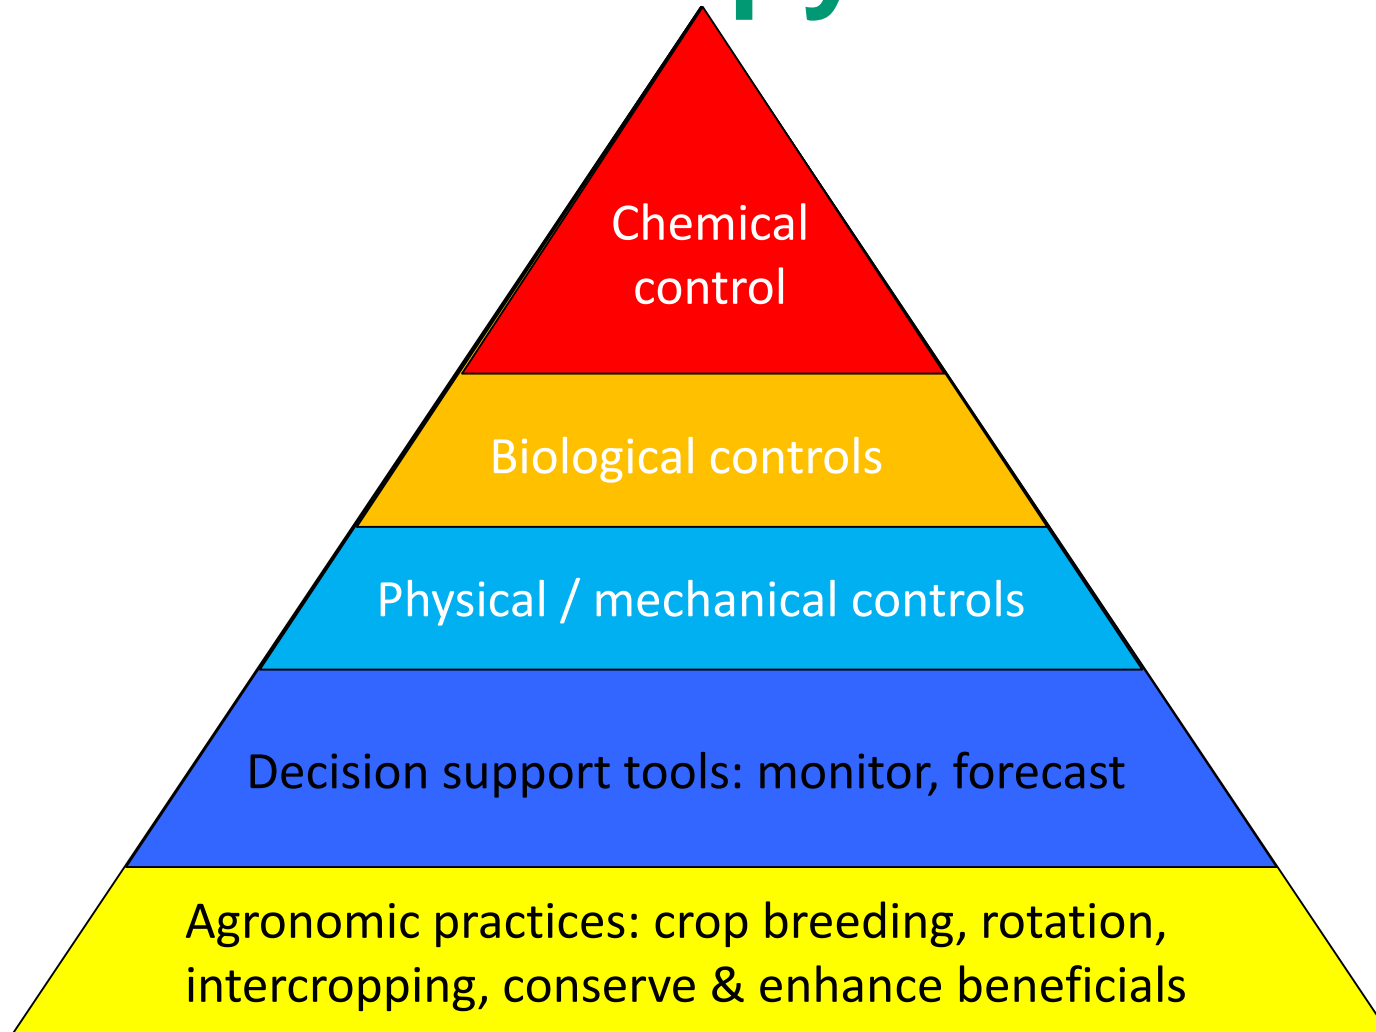 Chemical
control
Biological controls
Physical / mechanical controls
Decision support tools: monitor, forecast
Agronomic practices: crop breeding, rotation,
intercropping, conserve & enhance beneficials